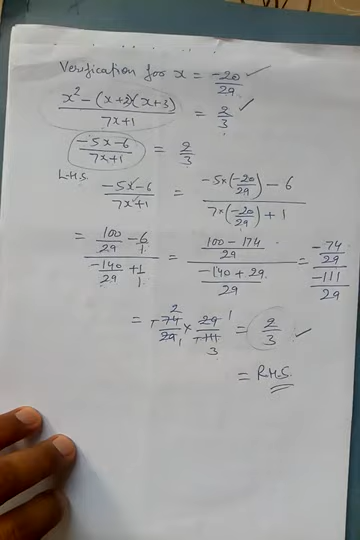 Verification for x = -20/29 ✓
x² - (x+2)(x+3) / 7x+1 = 2/3 ✓
-5x-6 / 7x+1 = 2/3
L.H.S. -5x-6 / 7x+1 = -5×(-20/29) - 6 / 7×(-20/29) + 1
= 100/29 - 6/1 / -140/29 + 1/1 = 100-174/29 / -140+29/29 = -74/29 / -111/29
= -74/29 × 29/-111 = 2/3 ✓
= R.H.S.